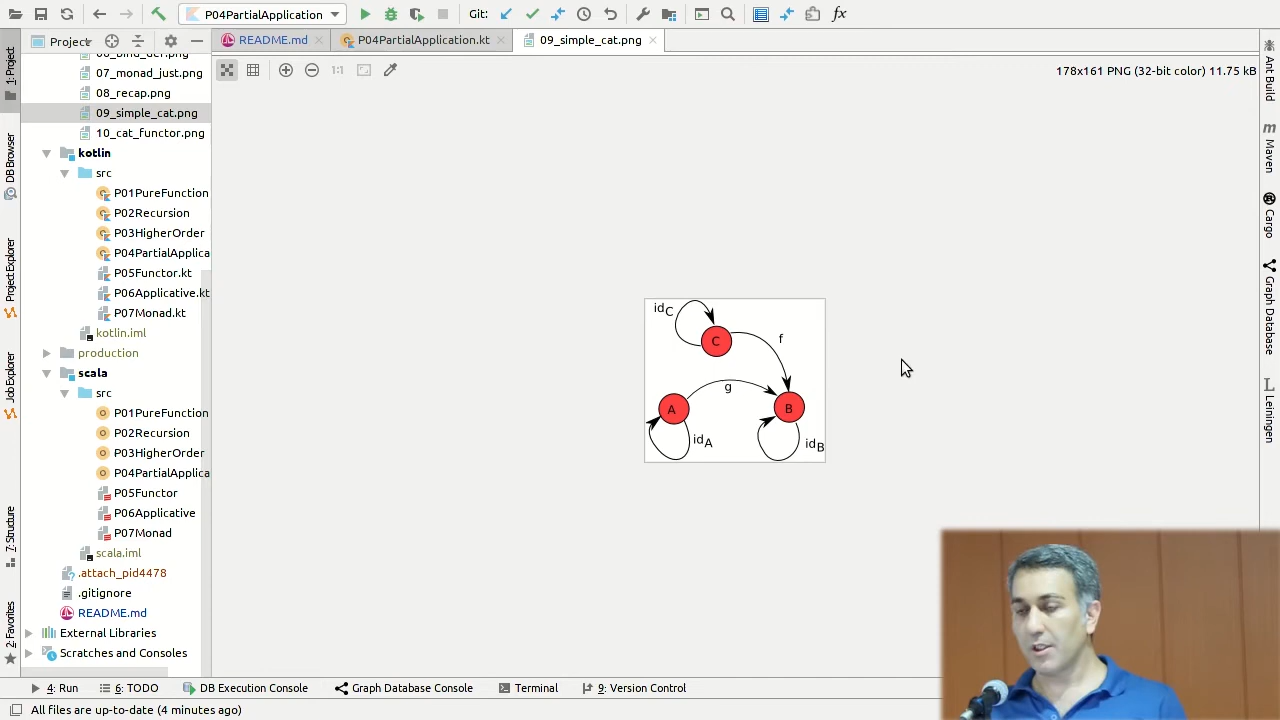 P04PartialApplication
Git:
fx
Project
README.md
P04PartialApplication.kt
09_simple_cat.png
1:1
178x161 PNG (32-bit color) 11.75 kB
07_monad_just.png
08_recap.png
09_simple_cat.png
10_cat_functor.png
kotlin
src
P01PureFunction
P02Recursion
P03HigherOrder
P04PartialApplica
P05Functor.kt
P06Applicative.kt
P07Monad.kt
kotlin.iml
production
scala
src
P01PureFunction
P02Recursion
P03HigherOrder
P04PartialApplica
P05Functor
P06Applicative
P07Monad
scala.iml
.attach_pid4478
.gitignore
README.md
External Libraries
Scratches and Consoles
1: Project
DB Browser
Project Explorer
Job Explorer
7: Structure
2: Favorites
idC
C
f
g
A
B
idA
idB
Ant Build
m
Maven
Cargo
Graph Database
L
Leiningen
4: Run
6: TODO
DB Execution Console
Graph Database Console
Terminal
9: Version Control
All files are up-to-date (4 minutes ago)